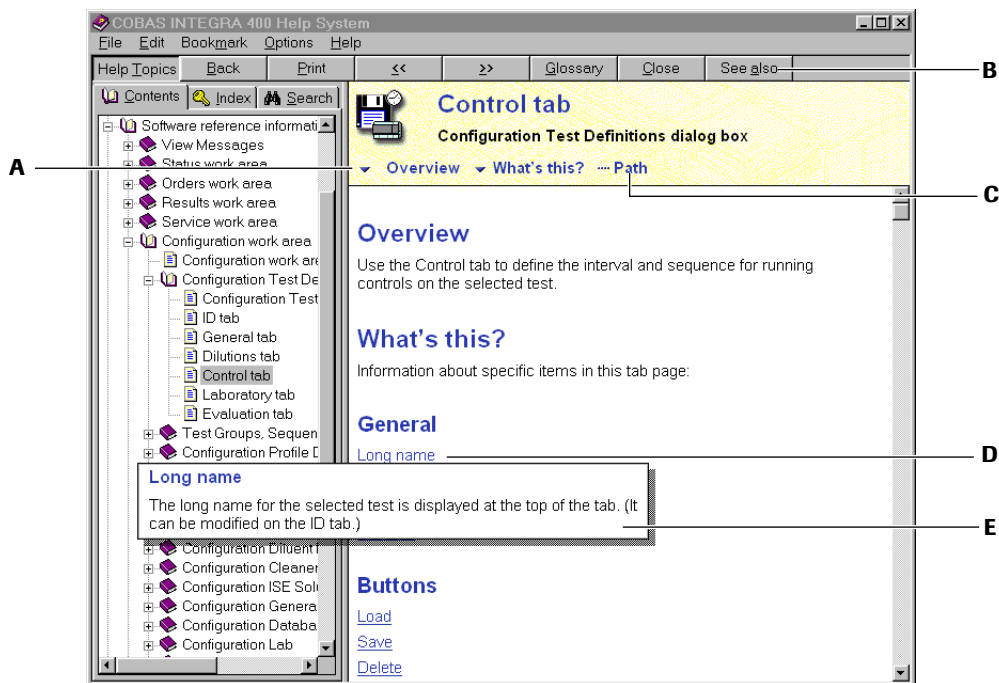 COBAS INTEGRA 400 Help System
File Edit Bookmark Options Help
Help Topics Back Print << >> Glossary Close See also
B
Contents Index Search
Software reference informati
View Messages
Status work area
Orders work area
Results work area
Service work area
Configuration work area
Configuration work are
Configuration Test De
Configuration Test
ID tab
General tab
Dilutions tab
Control tab
Laboratory tab
Evaluation tab
Test Groups, Sequen
Configuration Profile D
Configuration Diluent
Configuration Cleaner
Configuration ISE Solu
Configuration Genera
Configuration Databa
Configuration Lab
Control tab
Configuration Test Definitions dialog box
A
Overview What's this? Path
C
Overview
Use the Control tab to define the interval and sequence for running
controls on the selected test.
What's this?
Information about specific items in this tab page:
General
Long name
D
Long name
The long name for the selected test is displayed at the top of the tab. (It
can be modified on the ID tab.)
E
Buttons
Load
Save
Delete